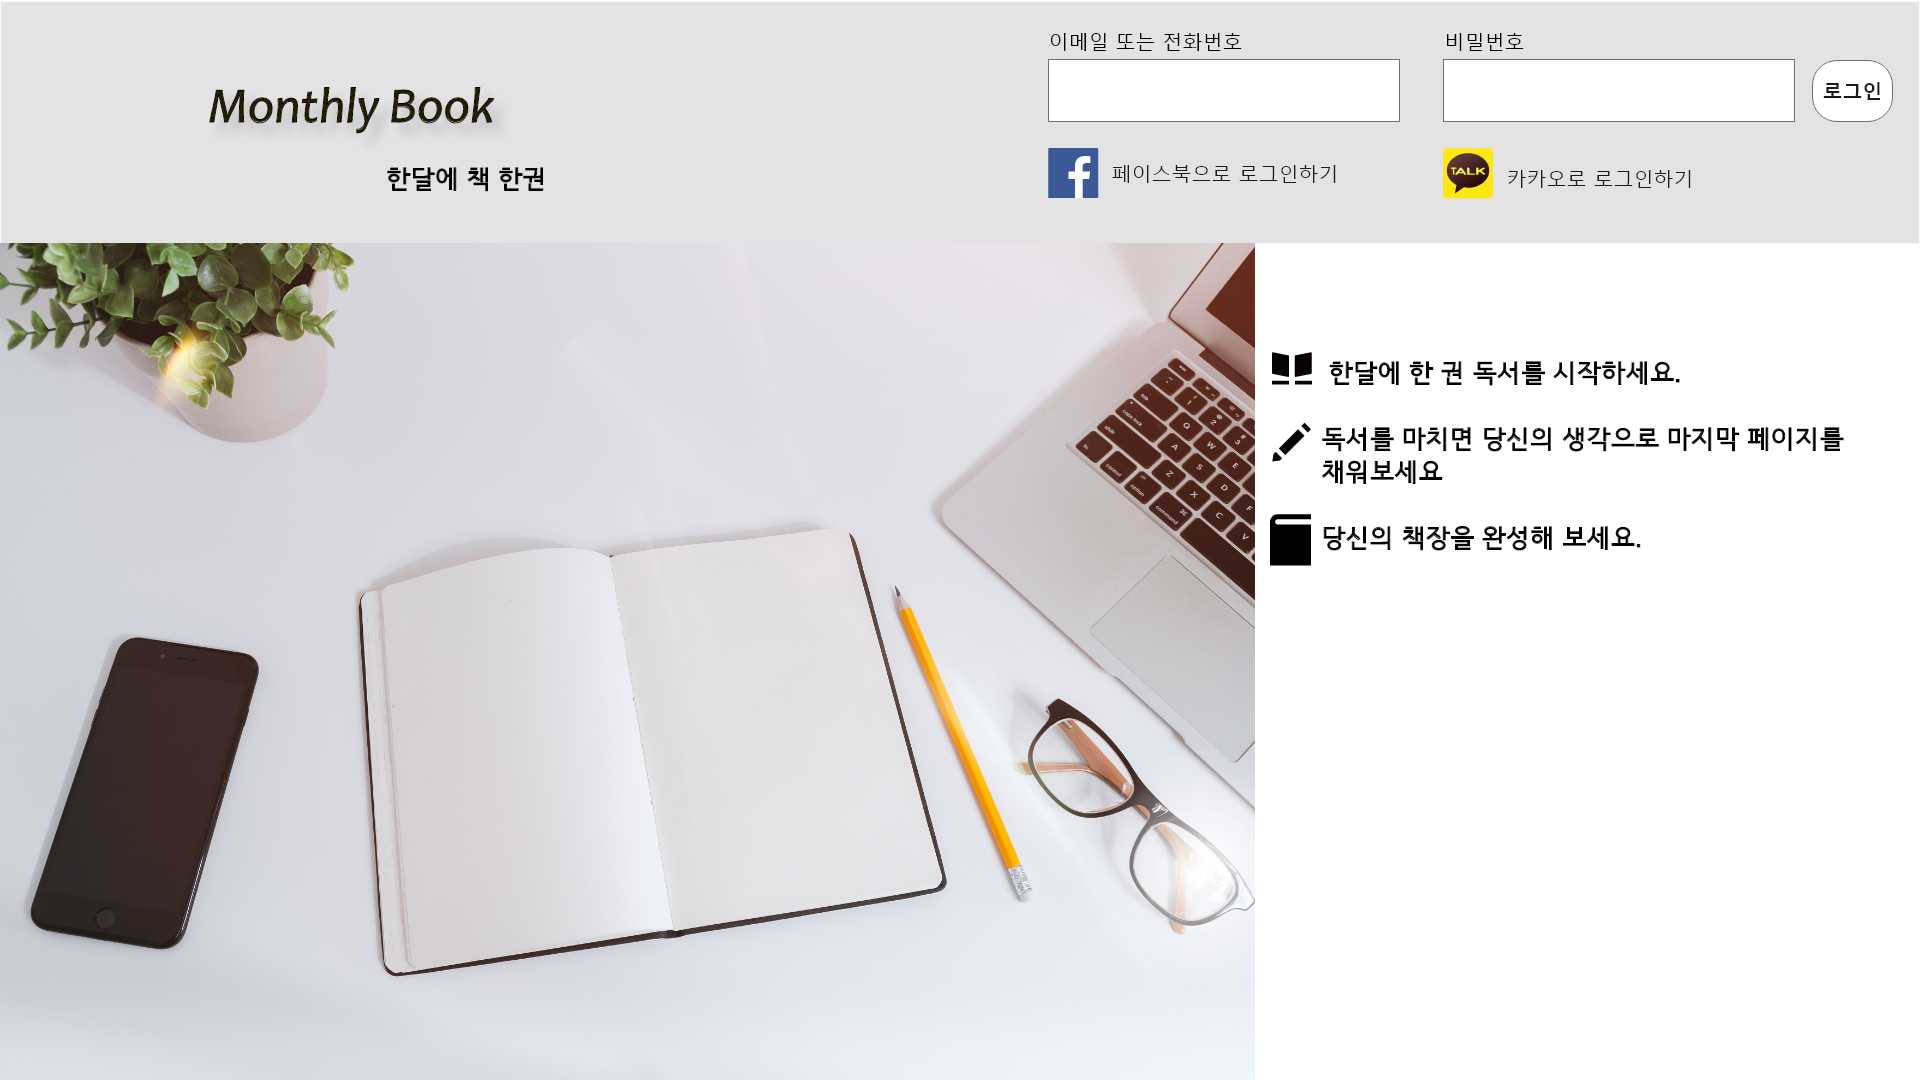 이메일 또는 전화번호
비밀번호
로그인
Monthly Book
한달에 책 한권
페이스북으로 로그인하기
TALK
카카오로 로그인하기
한달에 한 권 독서를 시작하세요.
독서를 마치면 당신의 생각으로 마지막 페이지를
채워보세요
당신의 책장을 완성해 보세요.